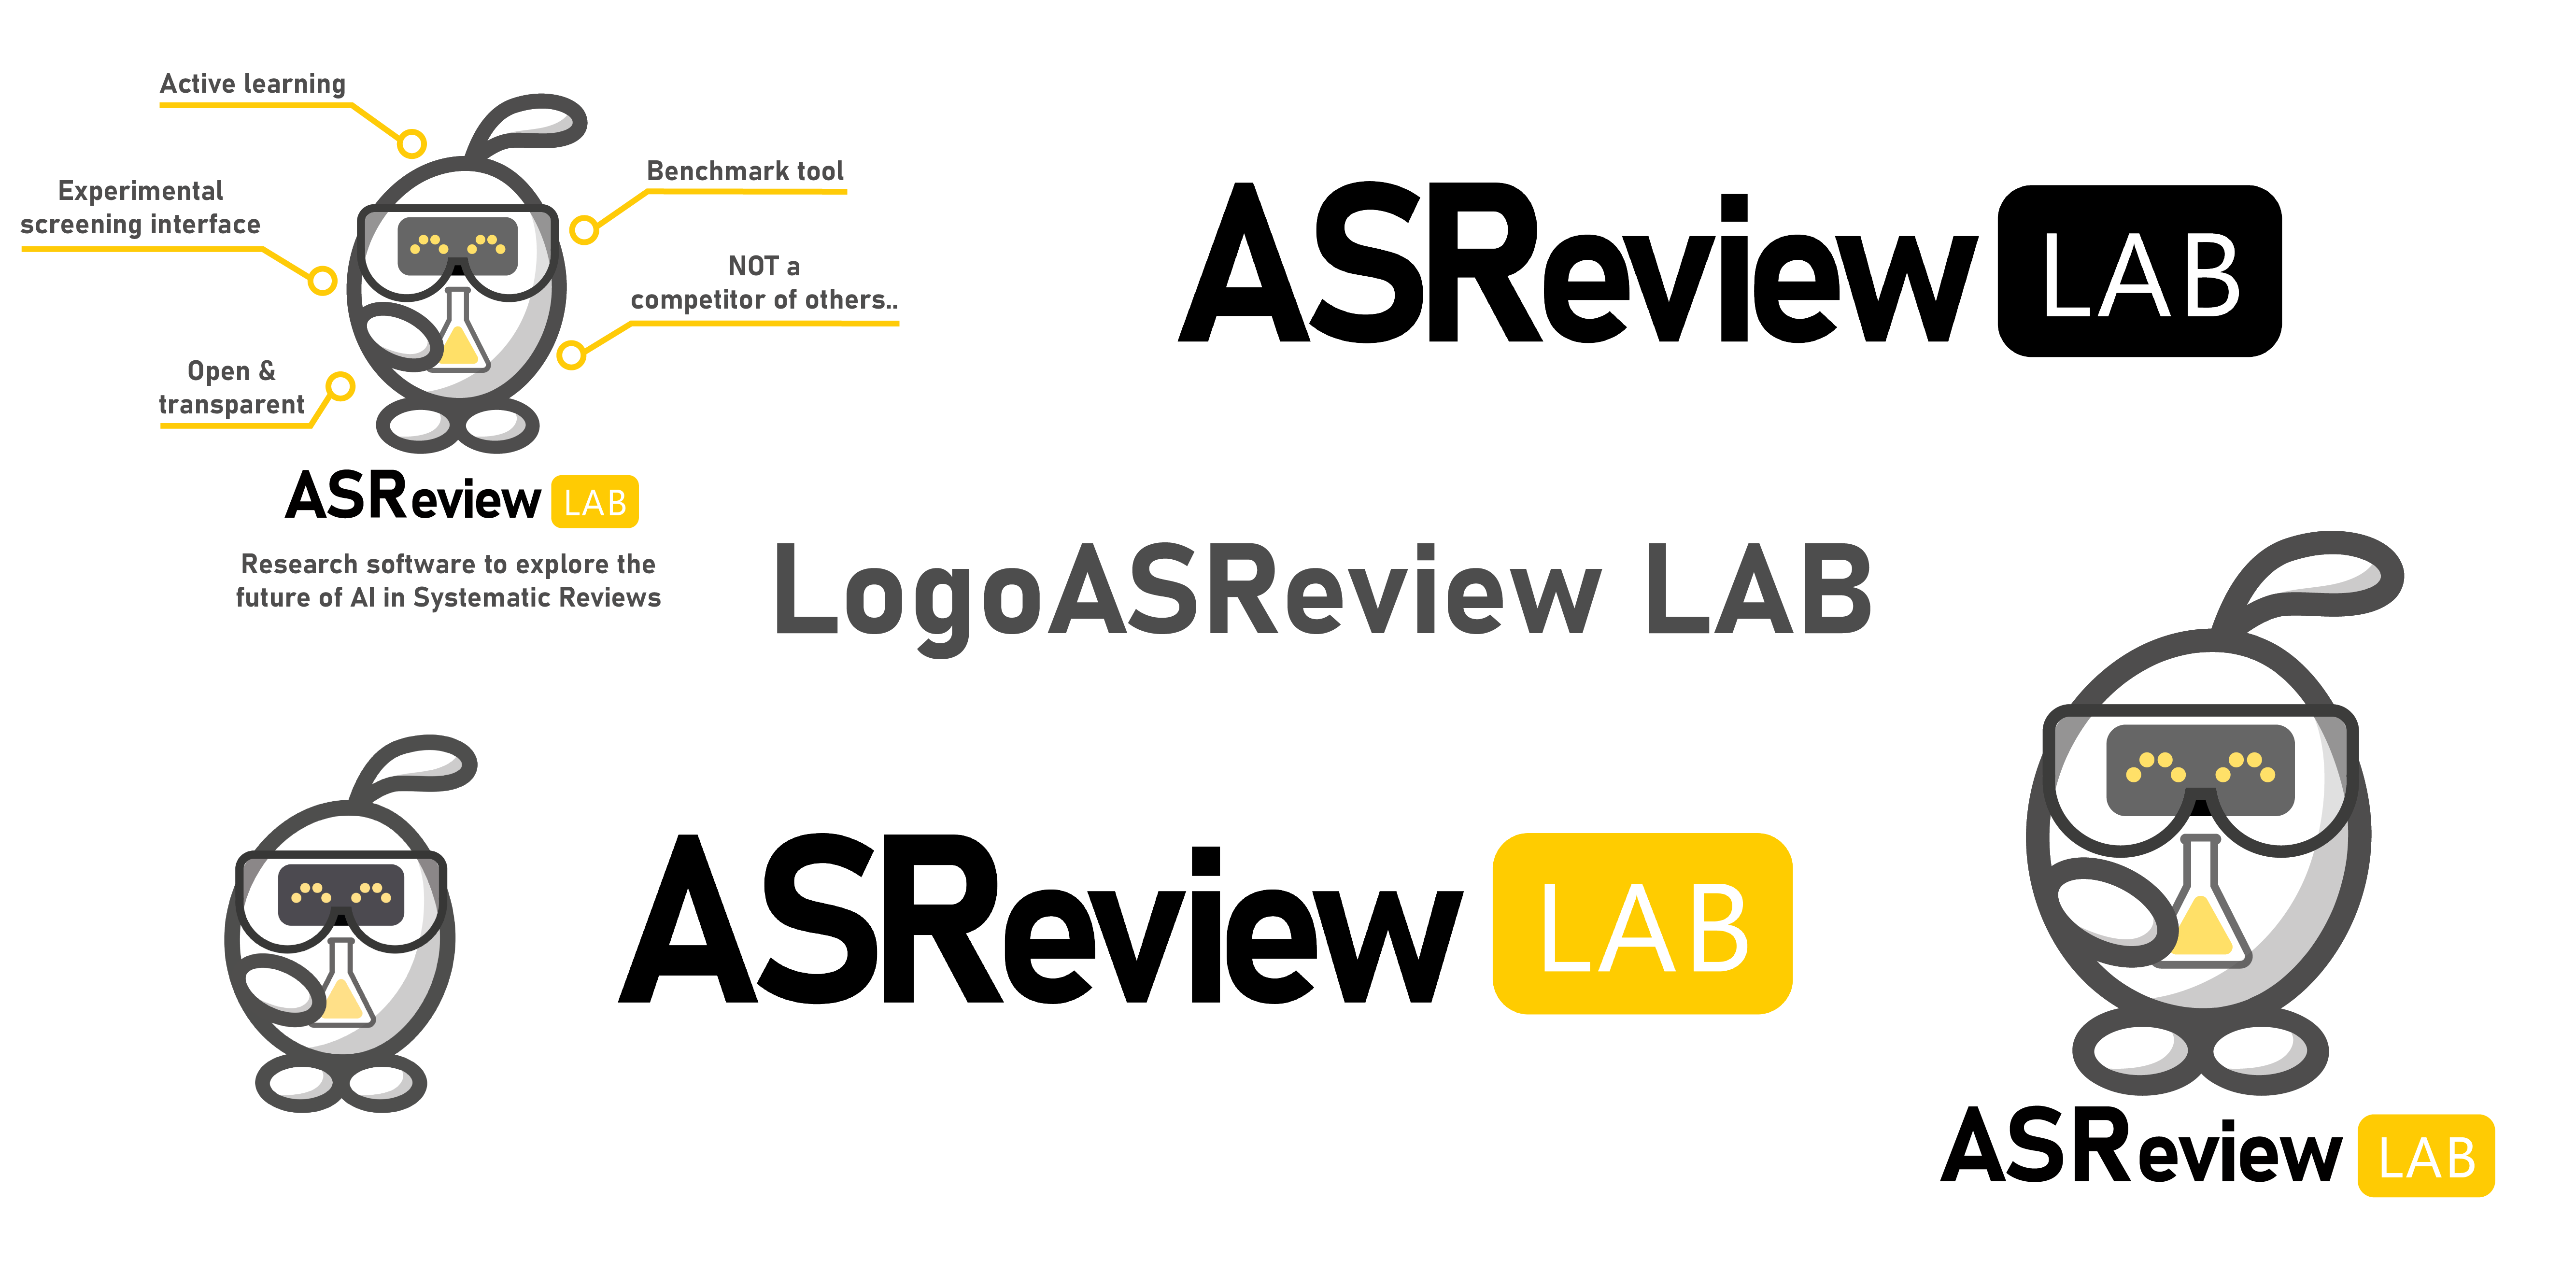 Active learning
Experimental
screening interface
Open &
transparent
Benchmark tool
NOT a
competitor of others..
ASReview LAB
Research software to explore the
future of AI in Systematic Reviews
ASReview LAB
LogoASReview LAB
ASReview LAB
ASReview LAB